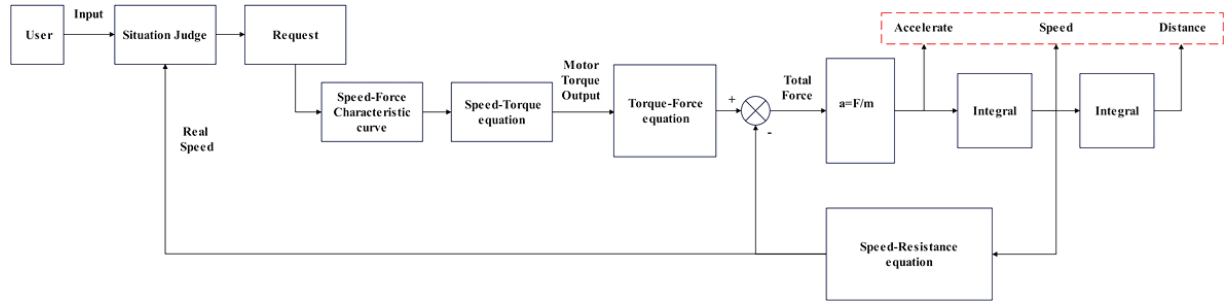 User
Input
Situation Judge
Request
Speed-Force
Characteristic
curve
Speed-Torque
equation
Motor
Torque
Output
Torque-Force
equation
+
-
Total
Force
a=F/m
Accelerate
Speed
Distance
Integral
Integral
Real
Speed
Speed-Resistance
equation